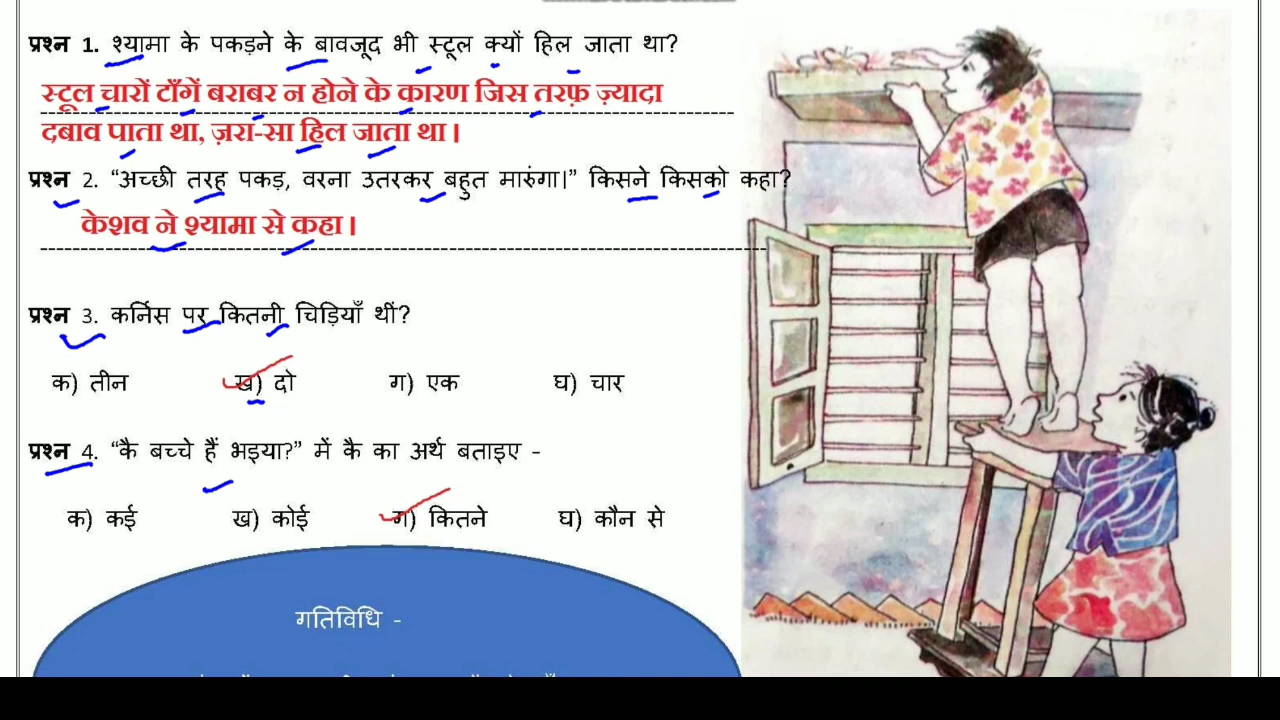 प्रश्न 1. श्यामा के पकड़ने के बावजूद भी स्टूल क्यों हिल जाता था?
स्टूल चारों टाँगें बराबर न होने के कारण जिस तरफ़ ज़्यादा
दबाव पाता था, ज़रा-सा हिल जाता था।
प्रश्न 2. “अच्छी तरह पकड़, वरना उतरकर बहुत मारुंगा।” किसने किसको कहा?
केशव ने श्यामा से कहा।
प्रश्न 3. कर्निस पर कितनी चिड़ियाँ थीं?
क) तीन ख) दो ग) एक घ) चार
प्रश्न 4. “कै बच्चे हैं भइया?” में कै का अर्थ बताइए -
क) कई ख) कोई ग) कितने घ) कौन से
गतिविधि -